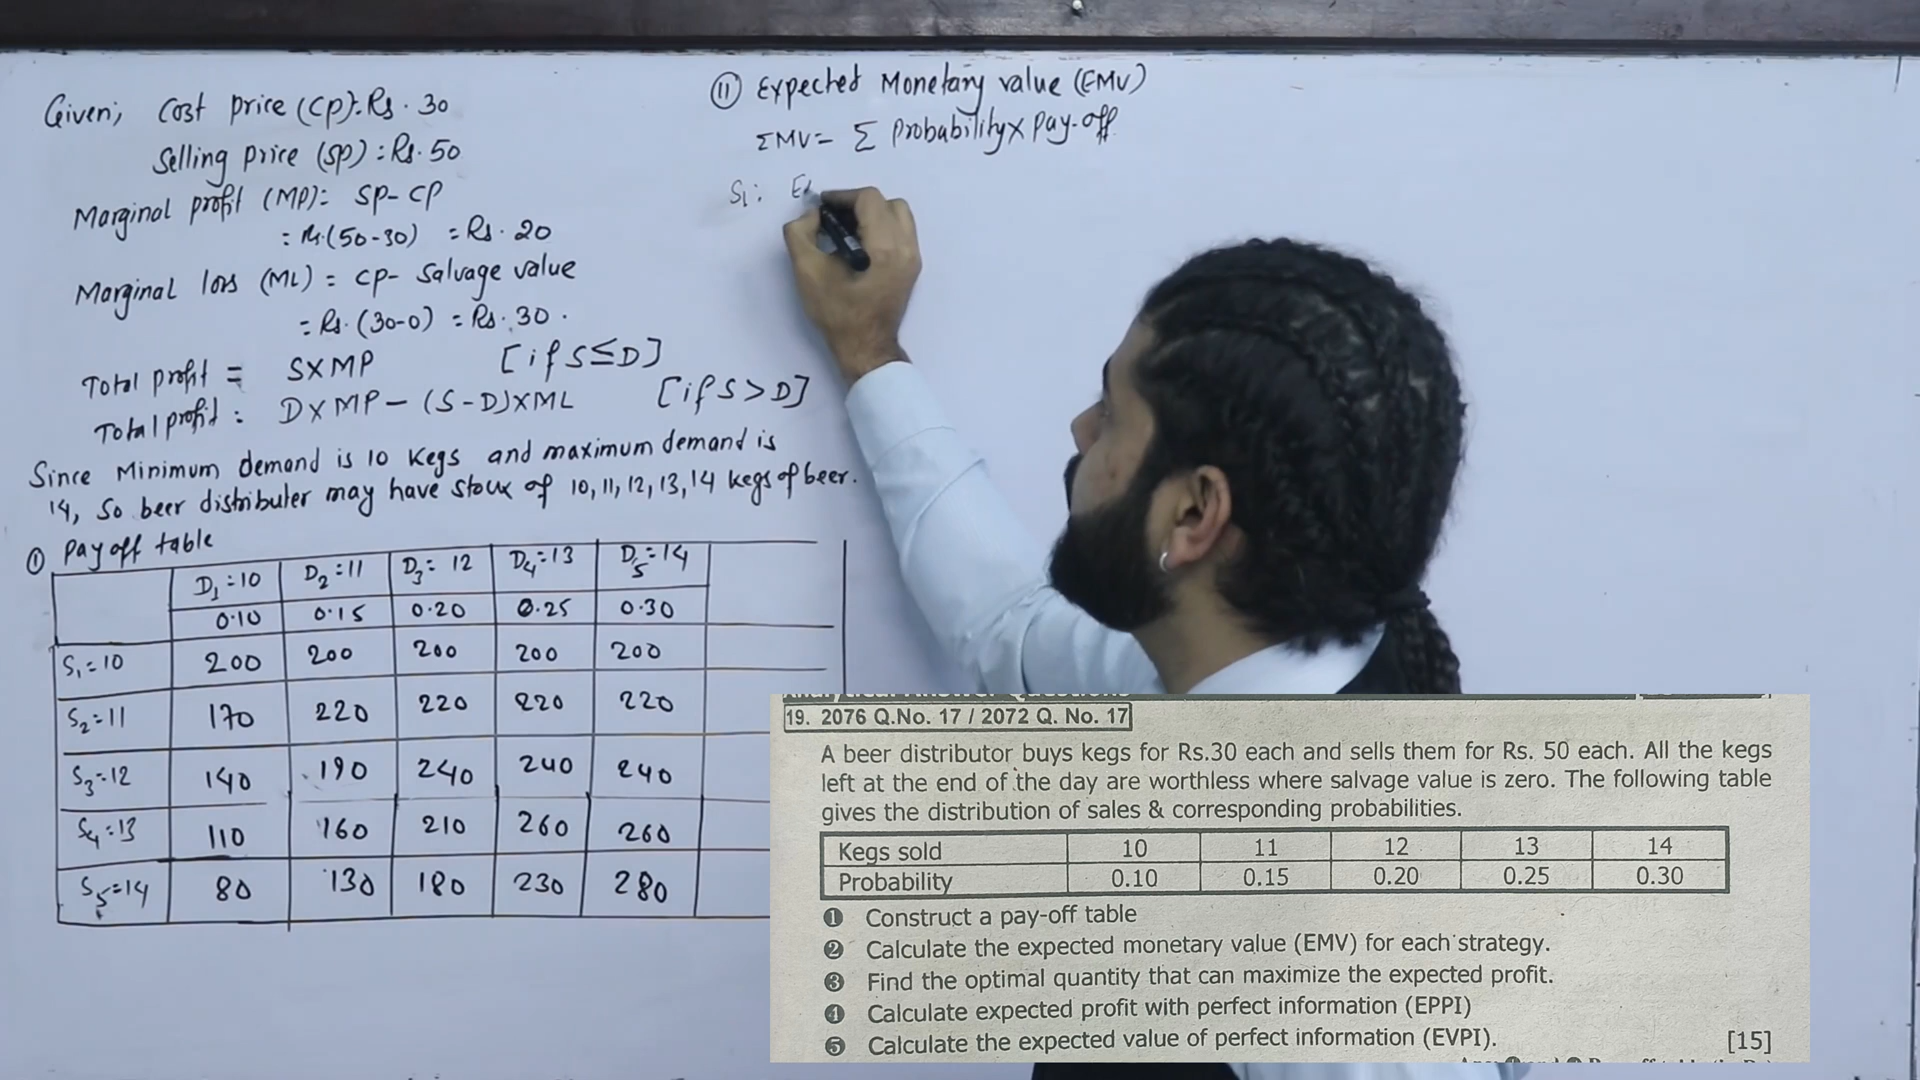 Given; Cost price (CP): Rs. 30
Selling price (SP) : Rs. 50
Marginal profit (MP): SP-CP
= Rs.(50-30) = Rs. 20
Marginal loss (ML) = CP- Salvage value
= Rs. (30-0) = Rs. 30.
Total profit = SXMP [if S≤D]
Total profit : DXMP-(S-D)XML [if S>D]
Since Minimum demand is 10 Kegs and maximum demand is
14, So beer distributer may have stock of 10, 11, 12, 13, 14 kegs of beer.
① Pay off table
D1:10 D2:11 D3: 12 D4:13 D5:14
0.10 0.15 0.20 0.25 0.30
S1=10 200 200 200 200 200
S2=11 170 220 220 220 220
S3=12 140 190 240 240 240
S4:13 110 160 210 260 260
S5=14 80 130 180 230 280
⑪ Expected Monetary value (EMV)
EMV= Σ Probability X Pay-off
S1:
19. 2076 Q.No. 17 / 2072 Q. No. 17
A beer distributor buys kegs for Rs.30 each and sells them for Rs. 50 each. All the kegs
left at the end of the day are worthless where salvage value is zero. The following table
gives the distribution of sales & corresponding probabilities.
Kegs sold 10 11 12 13 14
Probability 0.10 0.15 0.20 0.25 0.30
❶ Construct a pay-off table
❷ Calculate the expected monetary value (EMV) for each strategy.
❸ Find the optimal quantity that can maximize the expected profit.
❹ Calculate expected profit with perfect information (EPPI)
❺ Calculate the expected value of perfect information (EVPI). [15]